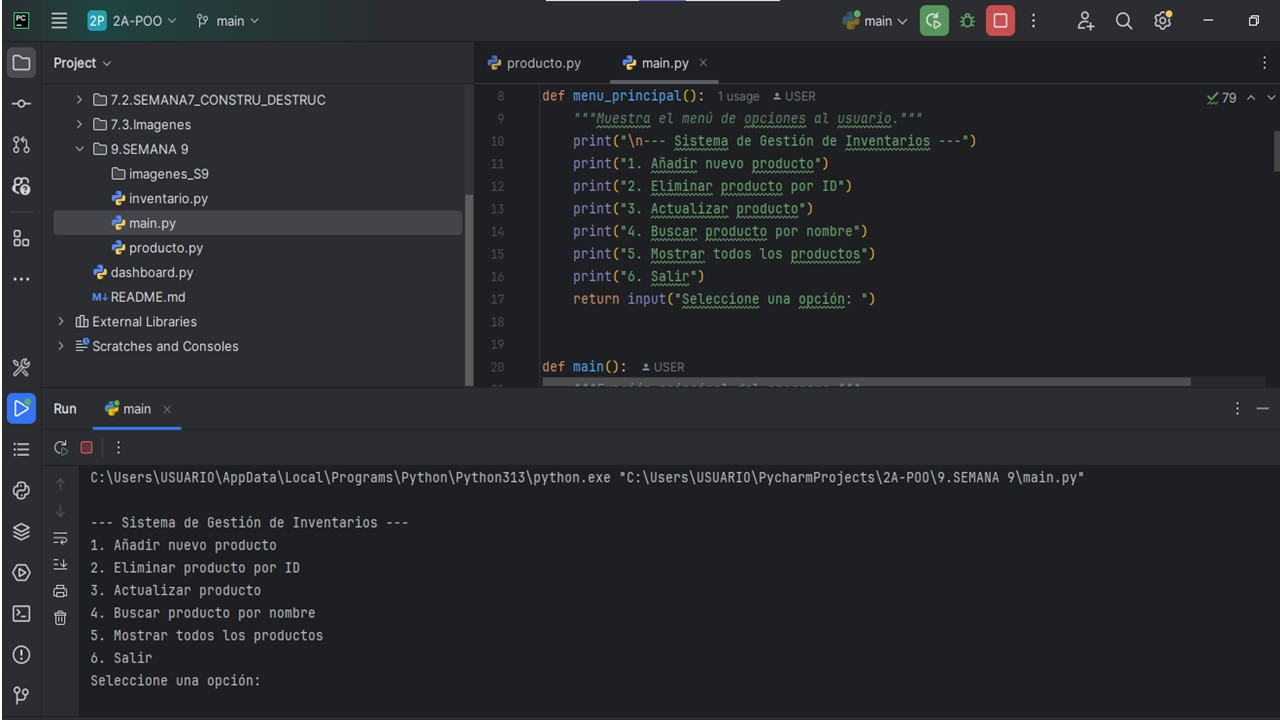 PC
2P 2A-POO
main
main
Project
7.2.SEMANA7_CONSTRU_DESTRUC
7.3.Imagenes
9.SEMANA 9
imagenes_S9
inventario.py
main.py
producto.py
dashboard.py
M↓ README.md
External Libraries
Scratches and Consoles
producto.py
main.py
79
8 def menu_principal(): 1 usage USER
9 """Muestra el menú de opciones al usuario."""
10 print("\n--- Sistema de Gestión de Inventarios ---")
11 print("1. Añadir nuevo producto")
12 print("2. Eliminar producto por ID")
13 print("3. Actualizar producto")
14 print("4. Buscar producto por nombre")
15 print("5. Mostrar todos los productos")
16 print("6. Salir")
17 return input("Seleccione una opción: ")
18
19
20 def main(): USER
Run
main
C:\Users\USUARIO\AppData\Local\Programs\Python\Python313\python.exe "C:\Users\USUARIO\PycharmProjects\2A-POO\9.SEMANA 9\main.py"
--- Sistema de Gestión de Inventarios ---
1. Añadir nuevo producto
2. Eliminar producto por ID
3. Actualizar producto
4. Buscar producto por nombre
5. Mostrar todos los productos
6. Salir
Seleccione una opción: